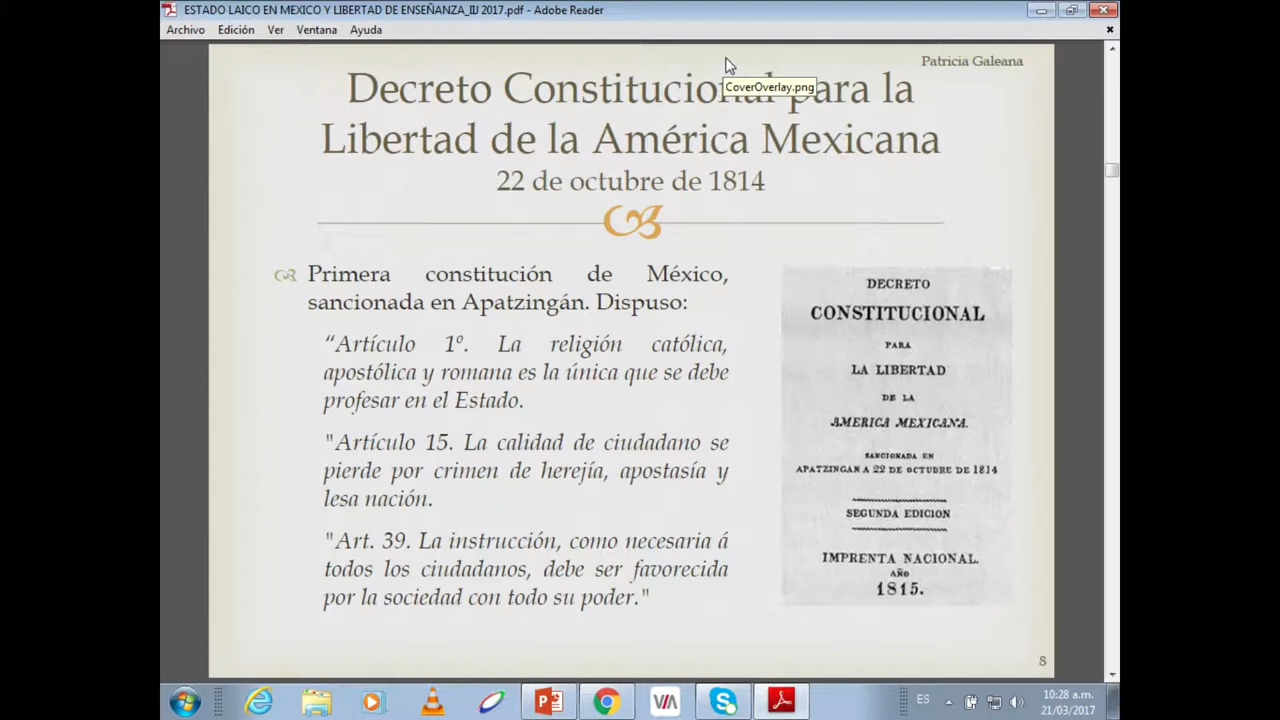 ESTADO LAICO EN MEXICO Y LIBERTAD DE ENSEÑANZA_IIJ 2017.pdf - Adobe Reader
Archivo Edición Ver Ventana Ayuda
Patricia Galeana
Decreto Constitucional para la
CoverOverlay.png
Libertad de la América Mexicana
22 de octubre de 1814
Primera constitución de México,
sancionada en Apatzingán. Dispuso:
“Artículo 1º. La religión católica,
apostólica y romana es la única que se debe
profesar en el Estado.
"Artículo 15. La calidad de ciudadano se
pierde por crimen de herejía, apostasía y
lesa nación.
"Art. 39. La instrucción, como necesaria á
todos los ciudadanos, debe ser favorecida
por la sociedad con todo su poder."
DECRETO
CONSTITUCIONAL
PARA
LA LIBERTAD
DE LA
AMERICA MEXICANA.
SANCIONADA EN
APATZINGAN A 22 DE OCTUBRE DE 1814
SEGUNDA EDICION
IMPRENTA NACIONAL.
AÑO
1815.
8
VIA
ES
10:28 a.m.
21/03/2017